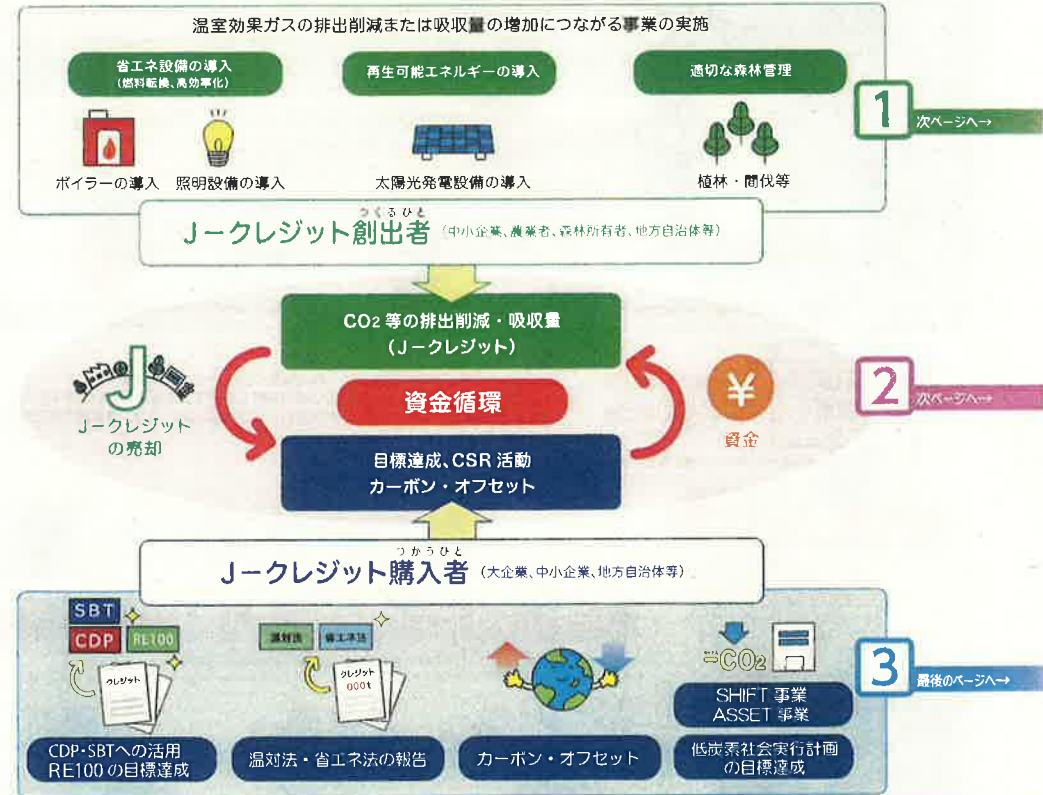 温室効果ガスの排出削減または吸収量の増加につながる事業の実施
省エネ設備の導入
(燃料転換、高効率化)
再生可能エネルギーの導入
適切な森林管理
ボイラーの導入
照明設備の導入
太陽光発電設備の導入
植林・間伐等
1
次ページへ→
つくるひと
J−クレジット創出者 (中小企業、農業者、森林所有者、地方自治体等)
CO2 等の排出削減・吸収量
(J−クレジット)
資金循環
J
J−クレジット
の売却
¥
資金
2
次ページへ→
目標達成、CSR 活動
カーボン・オフセット
つかうひと
J−クレジット購入者 (大企業、中小企業、地方自治体等)
SBT
CDP
RE100
クレジット
CDP・SBTへの活用
RE100 の目標達成
温対法
省エネ法
クレジット
000t
温対法・省エネ法の報告
カーボン・オフセット
-CO2
SHIFT 事業
ASSET 事業
低炭素社会実行計画
の目標達成
3
最後のページへ→